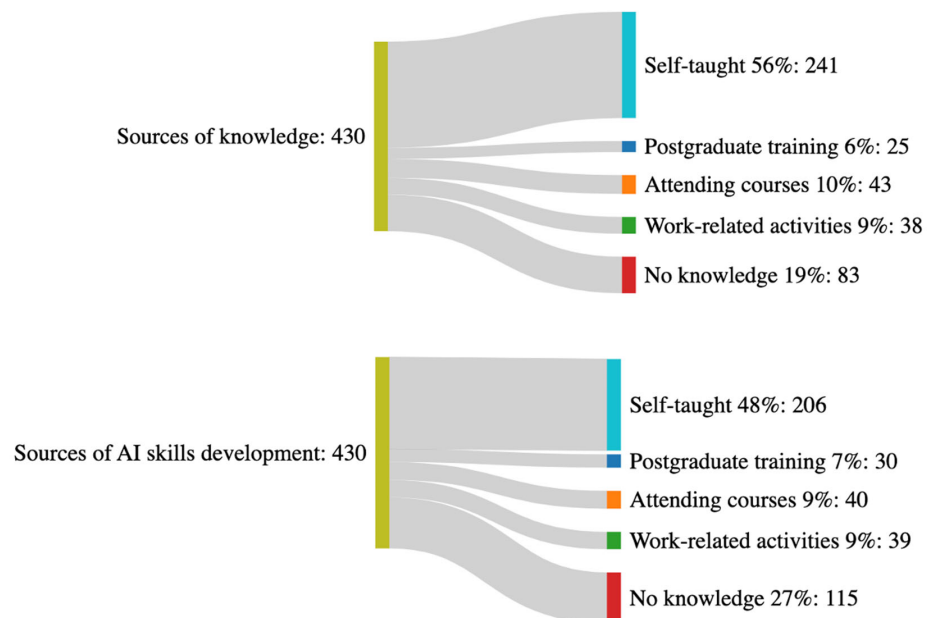 Self-taught 56%: 241
Sources of knowledge: 430
Postgraduate training 6%: 25
Attending courses 10%: 43
Work-related activities 9%: 38
No knowledge 19%: 83
Self-taught 48%: 206
Sources of AI skills development: 430
Postgraduate training 7%: 30
Attending courses 9%: 40
Work-related activities 9%: 39
No knowledge 27%: 115